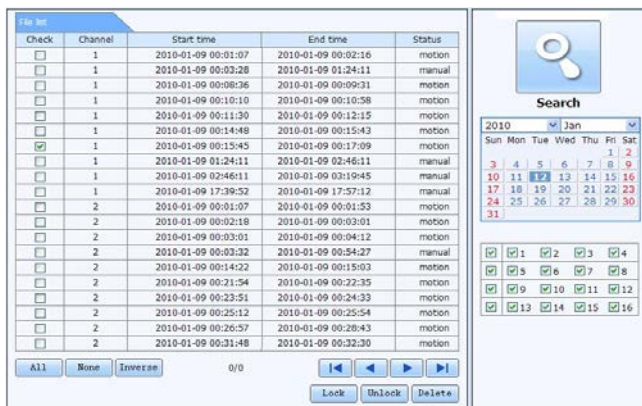 File list
Check Channel Start time End time Status
1 2010-01-09 00:01:07 2010-01-09 00:02:16 motion
1 2010-01-09 00:03:28 2010-01-09 01:24:11 manual
1 2010-01-09 00:08:36 2010-01-09 00:09:31 motion
1 2010-01-09 00:10:10 2010-01-09 00:10:58 motion
1 2010-01-09 00:11:30 2010-01-09 00:12:15 motion
1 2010-01-09 00:14:48 2010-01-09 00:15:43 motion
1 2010-01-09 00:15:45 2010-01-09 00:17:09 motion
1 2010-01-09 01:24:11 2010-01-09 02:46:11 manual
1 2010-01-09 02:46:11 2010-01-09 03:19:45 manual
1 2010-01-09 17:39:52 2010-01-09 17:57:12 manual
2 2010-01-09 00:01:07 2010-01-09 00:01:53 motion
2 2010-01-09 00:02:18 2010-01-09 00:03:01 motion
2 2010-01-09 00:03:01 2010-01-09 00:04:12 motion
2 2010-01-09 00:03:32 2010-01-09 00:54:27 manual
2 2010-01-09 00:14:22 2010-01-09 00:15:03 motion
2 2010-01-09 00:21:54 2010-01-09 00:22:35 motion
2 2010-01-09 00:23:51 2010-01-09 00:24:33 motion
2 2010-01-09 00:25:12 2010-01-09 00:25:54 motion
2 2010-01-09 00:26:57 2010-01-09 00:28:43 motion
2 2010-01-09 00:31:48 2010-01-09 00:32:30 motion
All None Inverse 0/0
Lock Unlock Delete
Search
2010 Jan
Sun Mon Tue Wed Thu Fri Sat
1 2
3 4 5 6 7 8 9
10 11 12 13 14 15 16
17 18 19 20 21 22 23
24 25 26 27 28 29 30
31
1 2 3 4
5 6 7 8
9 10 11 12
13 14 15 16